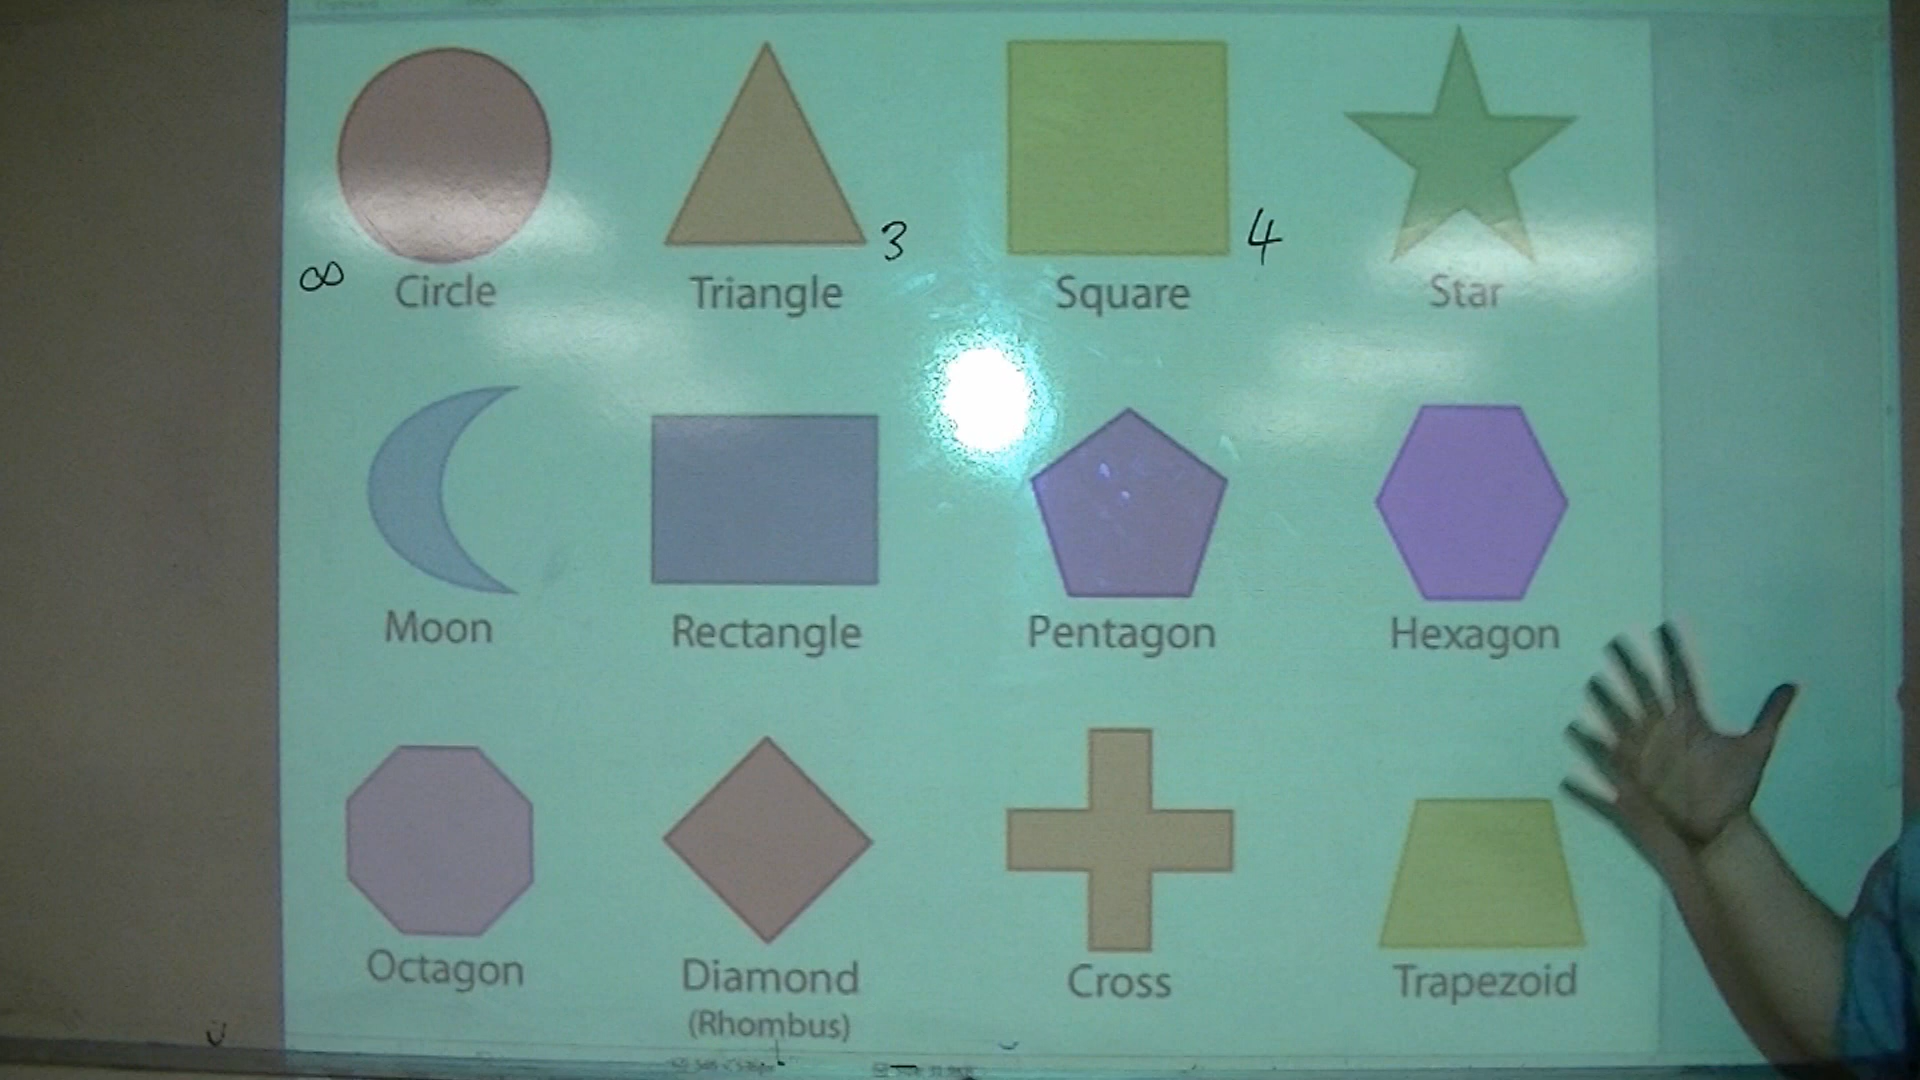 3
4
∞
Circle
Triangle
Square
Star
Moon
Rectangle
Pentagon
Hexagon
Octagon
Diamond
(Rhombus)
Cross
Trapezoid